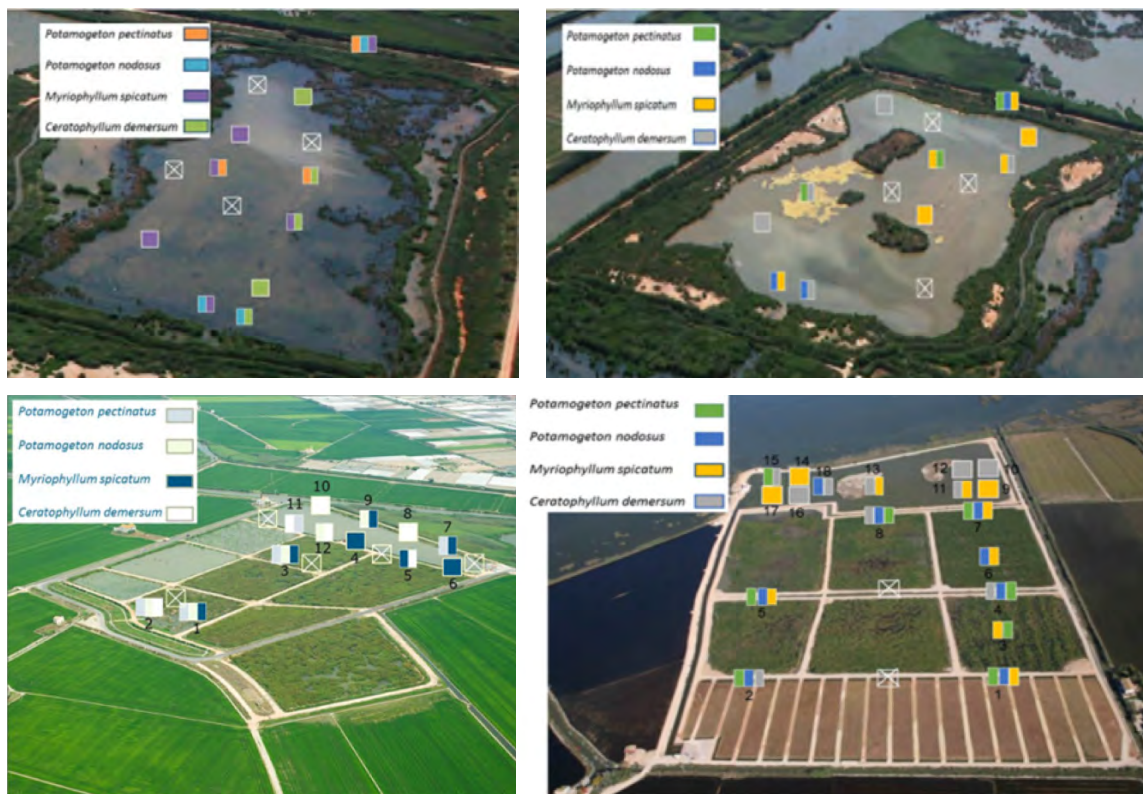 Potamogeton pectinatus
Potamogeton nodosus
Myriophyllum spicatum
Ceratophyllum demersum
Potamogeton pectinatus
Potamogeton nodosus
Myriophyllum spicatum
Ceratophyllum demersum
Potamogeton pectinatus
Potamogeton nodosus
Myriophyllum spicatum
Ceratophyllum demersum
10
11
9
8
7
12
4
3
5
6
2
1
Potamogeton pectinatus
Potamogeton nodosus
Myriophyllum spicatum
Ceratophyllum demersum
15
14
18
13
12
10
17
16
11
9
8
7
6
5
4
3
2
1